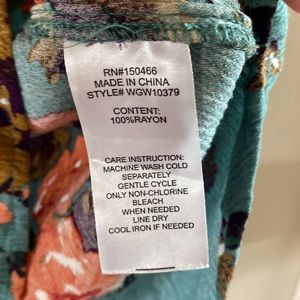 RN#150466
MADE IN CHINA
STYLE# WGW10379
CONTENT:
100%RAYON
CARE INSTRUCTION:
MACHINE WASH COLD
SEPARATELY
GENTLE CYCLE
ONLY NON-CHLORINE
BLEACH
WHEN NEEDED
LINE DRY
COOL IRON IF NEEDED